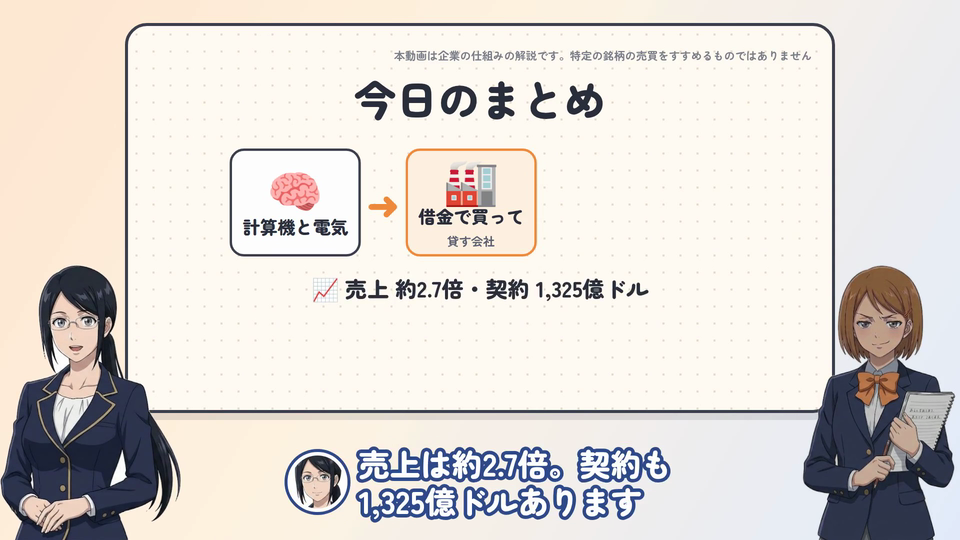 本動画は企業の仕組みの解説です。特定の銘柄の売買をすすめるものではありません
今日のまとめ
計算機と電気
借金で買って
貸す会社
売上 約2.7倍・契約 1,325億ドル
売上は約2.7倍。契約も
1,325億ドルあります